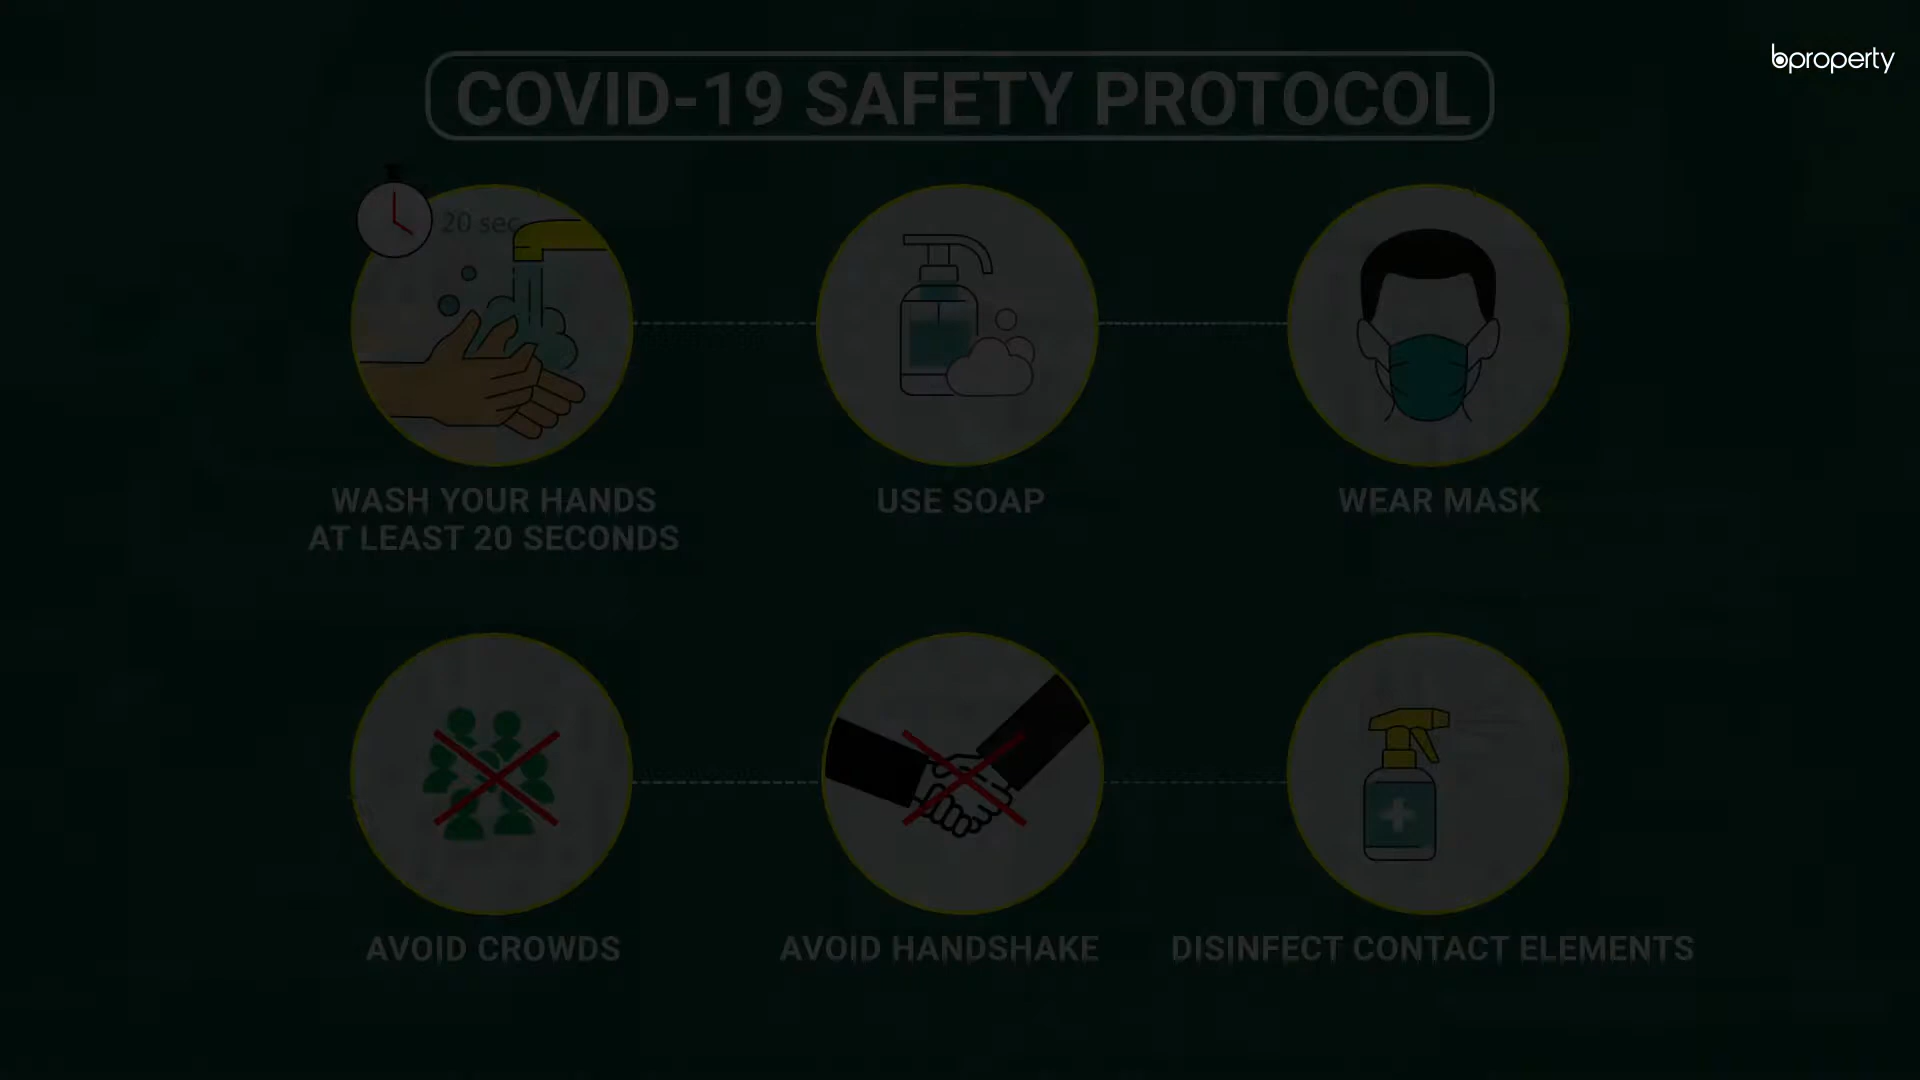 bproperty
COVID-19 SAFETY PROTOCOL
20 sec
WASH YOUR HANDS
AT LEAST 20 SECONDS
USE SOAP
WEAR MASK
AVOID CROWDS
AVOID HANDSHAKE
DISINFECT CONTACT ELEMENTS